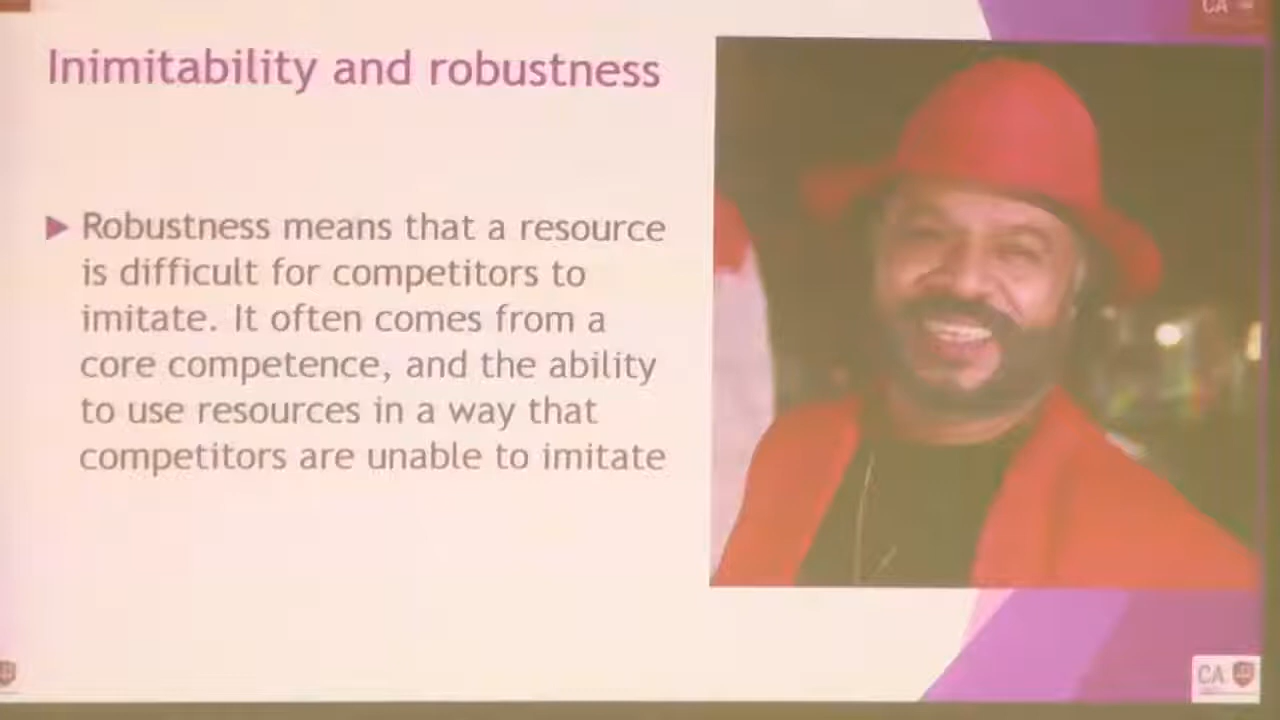 CA
Inimitability and robustness
Robustness means that a resource
is difficult for competitors to
imitate. It often comes from a
core competence, and the ability
to use resources in a way that
competitors are unable to imitate
CA